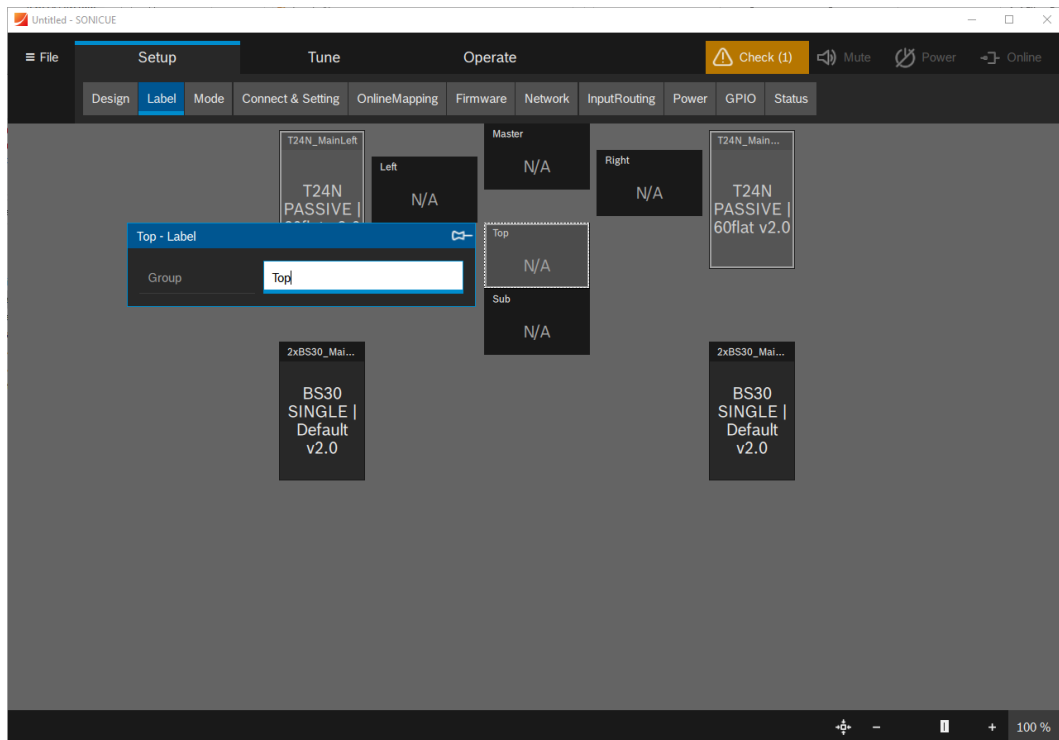 Untitled - SONICUE
≡ File
Setup
Tune
Operate
Check (1)
Mute
Power
Online
Design
Label
Mode
Connect & Setting
OnlineMapping
Firmware
Network
InputRouting
Power
GPIO
Status
T24N_MainLeft
T24N
PASSIVE |
Left
N/A
Master
N/A
Right
N/A
T24N_Main...
T24N
PASSIVE |
60flat v2.0
Top - Label
Group
Top
Top
N/A
Sub
N/A
2xBS30_Mai...
BS30
SINGLE |
Default
v2.0
2xBS30_Mai...
BS30
SINGLE |
Default
v2.0
− + 100 %